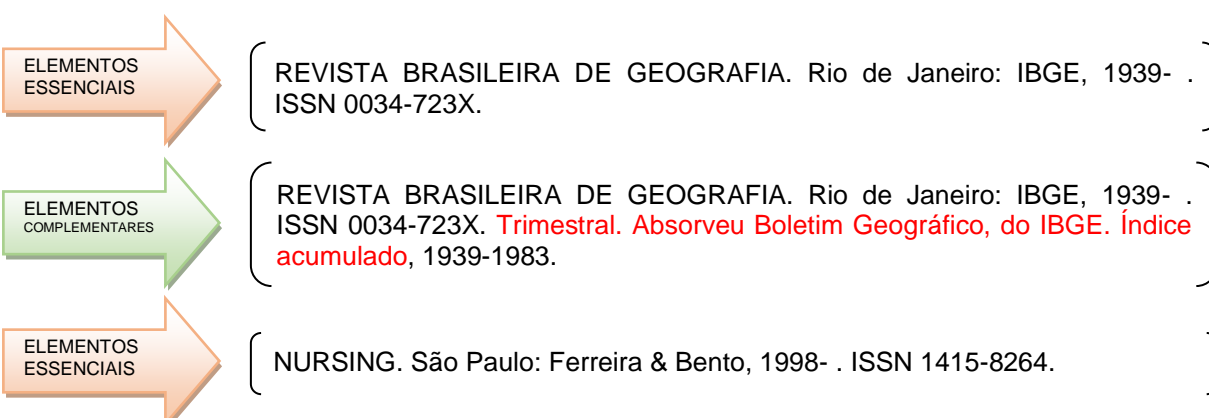 ELEMENTOS
ESSENCIAIS
REVISTA BRASILEIRA DE GEOGRAFIA. Rio de Janeiro: IBGE, 1939- .
ISSN 0034-723X.
ELEMENTOS
COMPLEMENTARES
REVISTA BRASILEIRA DE GEOGRAFIA. Rio de Janeiro: IBGE, 1939- .
ISSN 0034-723X. Trimestral. Absorveu Boletim Geográfico, do IBGE. Índice
acumulado, 1939-1983.
ELEMENTOS
ESSENCIAIS
NURSING. São Paulo: Ferreira & Bento, 1998- . ISSN 1415-8264.